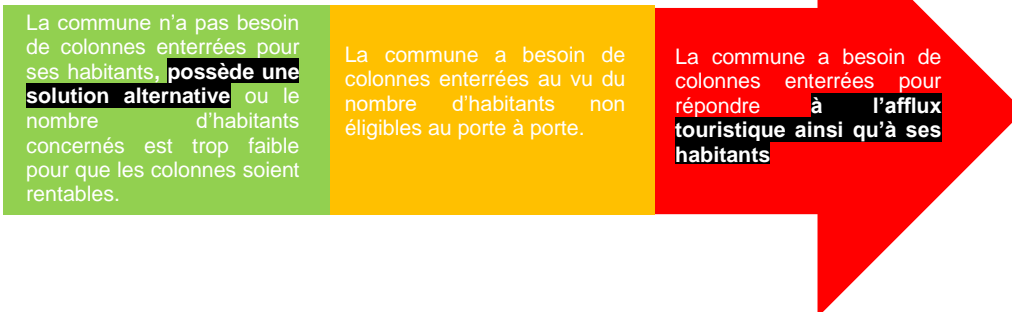 La commune n'a pas besoin
de colonnes enterrées pour
ses habitants, possède une
solution alternative ou le
nombre d'habitants
concernés est trop faible
pour que les colonnes soient
rentables.
La commune a besoin de
colonnes enterrées au vu du
nombre d'habitants non
éligibles au porte à porte.
La commune a besoin de
colonnes enterrées pour
répondre à l'afflux
touristique ainsi qu'à ses
habitants